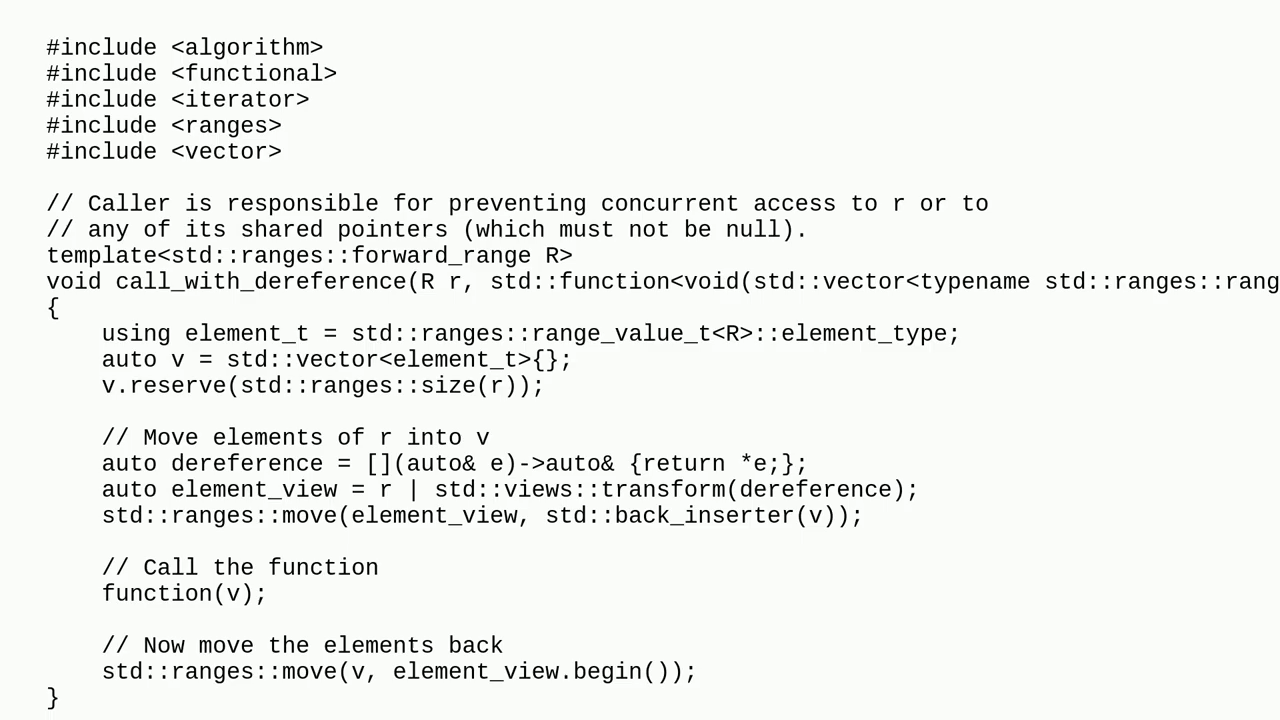 #include <algorithm>
#include <functional>
#include <iterator>
#include <ranges>
#include <vector>

// Caller is responsible for preventing concurrent access to r or to
// any of its shared pointers (which must not be null).
template<std::ranges::forward_range R>
void call_with_dereference(R r, std::function<void(std::vector<typename std::ranges::rang
{
    using element_t = std::ranges::range_value_t<R>::element_type;
    auto v = std::vector<element_t>{};
    v.reserve(std::ranges::size(r));

    // Move elements of r into v
    auto dereference = [](auto& e)->auto& {return *e;};
    auto element_view = r | std::views::transform(dereference);
    std::ranges::move(element_view, std::back_inserter(v));

    // Call the function
    function(v);

    // Now move the elements back
    std::ranges::move(v, element_view.begin());
}